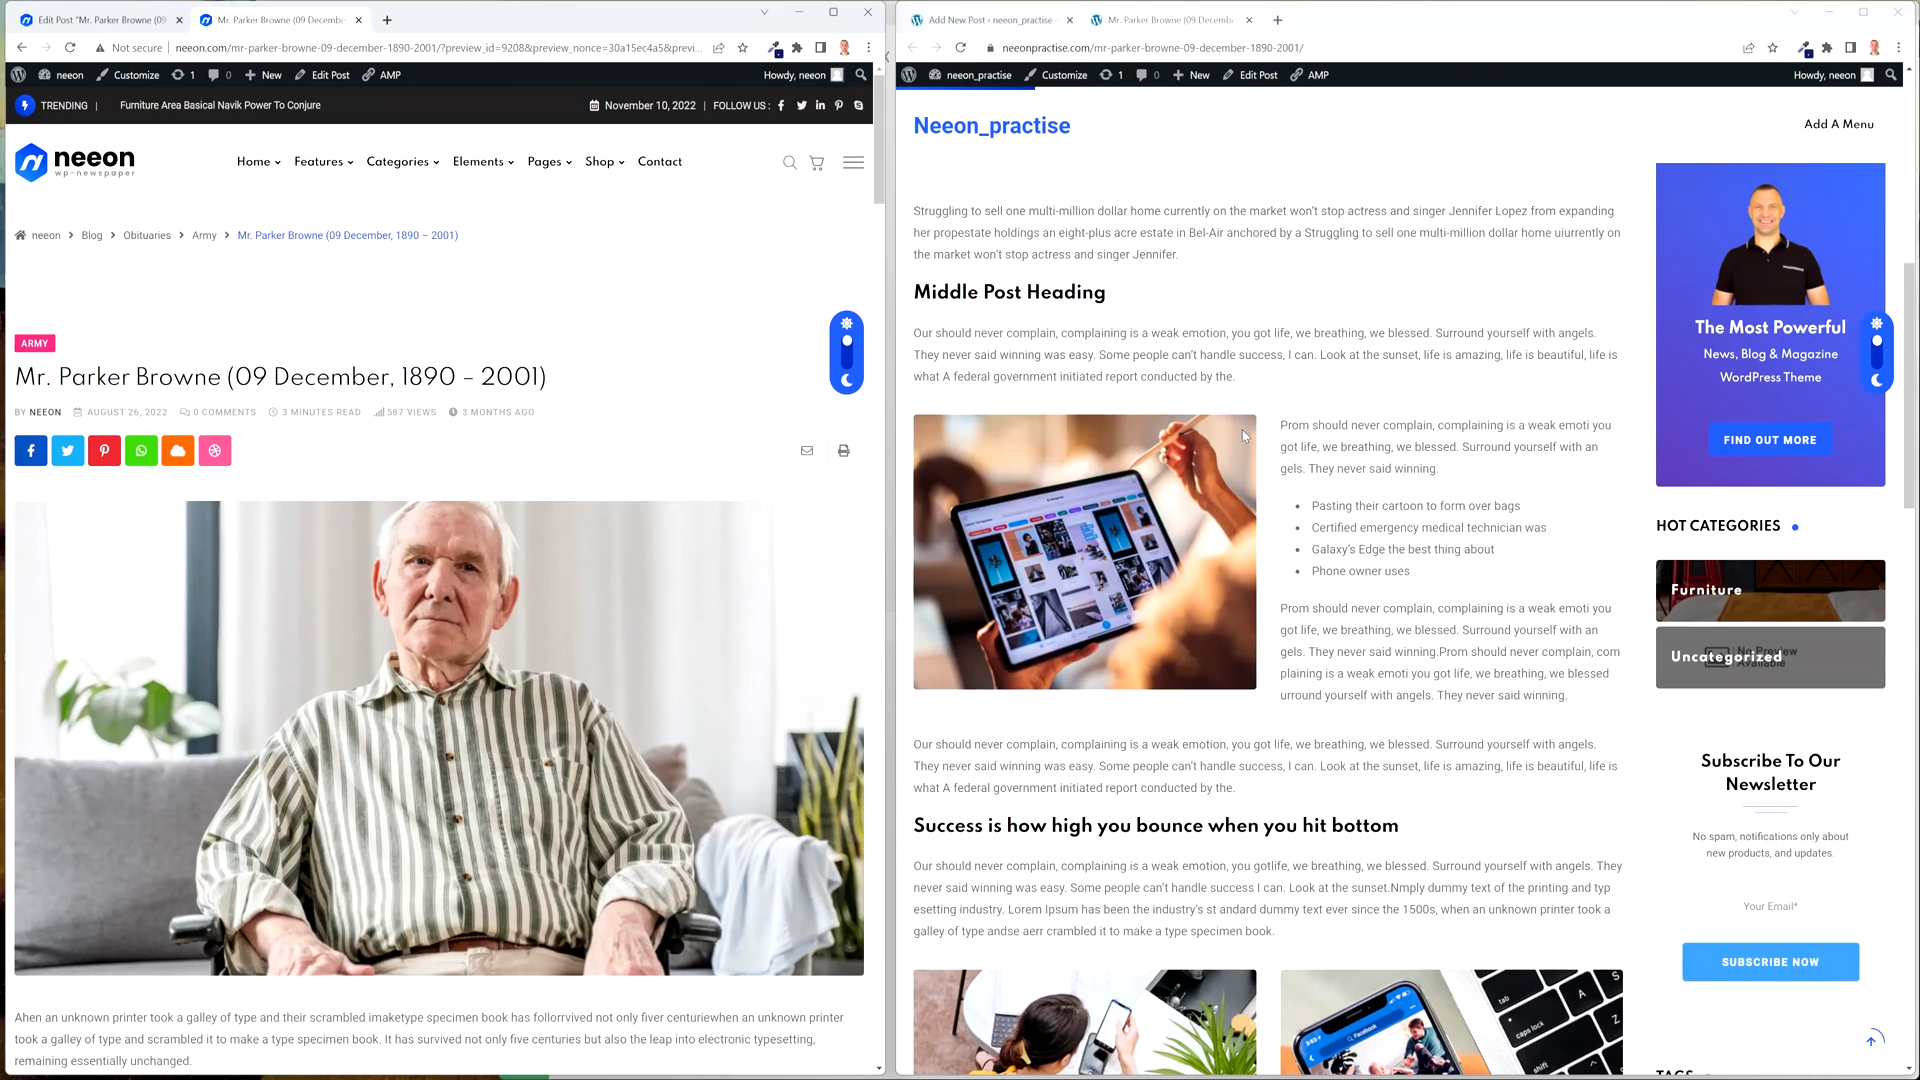 Edit Post "Mr. Parker Browne (09
Mr. Parker Browne (09 Decembe
Not secure
neeon.com/mr-parker-browne-09-december-1890-2001/?preview_id=9208&preview_nonce=30a15ec4a5&previ...
neeon
Customize
1
0
New
Edit Post
AMP
Howdy, neeon
TRENDING |
Furniture Area Basical Navik Power To Conjure
November 10, 2022 | FOLLOW US :
neeon
wp-newspaper
Home
Features
Categories
Elements
Pages
Shop
Contact
neeon > Blog > Obituaries > Army > Mr. Parker Browne (09 December, 1890 – 2001)
ARMY
Mr. Parker Browne (09 December, 1890 – 2001)
BY NEEON
AUGUST 26, 2022
0 COMMENTS
3 MINUTES READ
587 VIEWS
3 MONTHS AGO
Ahen an unknown printer took a galley of type and their scrambled imaketype specimen book has follorrvived not only fiver centuriewhen an unknown printer
took a galley of type and scrambled it to make a type specimen book. It has survived not only five centuries but also the leap into electronic typesetting,
remaining essentially unchanged.
Add New Post ‹ neeon_practise
Mr. Parker Browne (09 Decemb
neeonpractise.com/mr-parker-browne-09-december-1890-2001/
neeon_practise
Customize
1
0
New
Edit Post
AMP
Howdy, neeon
Neeon_practise
Add A Menu
Struggling to sell one multi-million dollar home currently on the market won't stop actress and singer Jennifer Lopez from expanding
her propestate holdings an eight-plus acre estate in Bel-Air anchored by a Struggling to sell one multi-million dollar home uiurrently on
the market won't stop actress and singer Jennifer.
Middle Post Heading
Our should never complain, complaining is a weak emotion, you got life, we breathing, we blessed. Surround yourself with angels.
They never said winning was easy. Some people can't handle success, I can. Look at the sunset, life is amazing, life is beautiful, life is
what A federal government initiated report conducted by the.
Prom should never complain, complaining is a weak emoti you
got life, we breathing, we blessed. Surround yourself with an
gels. They never said winning.
Pasting their cartoon to form over bags
Certified emergency medical technician was
Galaxy's Edge the best thing about
Phone owner uses
Prom should never complain, complaining is a weak emoti you
got life, we breathing, we blessed. Surround yourself with an
gels. They never said winning.Prom should never complain, com
plaining is a weak emoti you got life, we breathing, we blessed
urround yourself with angels. They never said winning.
Our should never complain, complaining is a weak emotion, you got life, we breathing, we blessed. Surround yourself with angels.
They never said winning was easy. Some people can't handle success, I can. Look at the sunset, life is amazing, life is beautiful, life is
what A federal government initiated report conducted by the.
Success is how high you bounce when you hit bottom
Our should never complain, complaining is a weak emotion, you gotlife, we breathing, we blessed. Surround yourself with angels. They
never said winning was easy. Some people can't handle success I can. Look at the sunset.Nmply dummy text of the printing and typ
esetting industry. Lorem Ipsum has been the industry's st andard dummy text ever since the 1500s, when an unknown printer took a
galley of type andse aerr crambled it to make a type specimen book.
Facebook
tab
caps lock
shift
A
S
The Most Powerful
News, Blog & Magazine
WordPress Theme
FIND OUT MORE
HOT CATEGORIES
Furniture
Uncategorized
No Preview
Available
Subscribe To Our
Newsletter
No spam, notifications only about
new products, and updates.
Your Email*
SUBSCRIBE NOW
TAGS